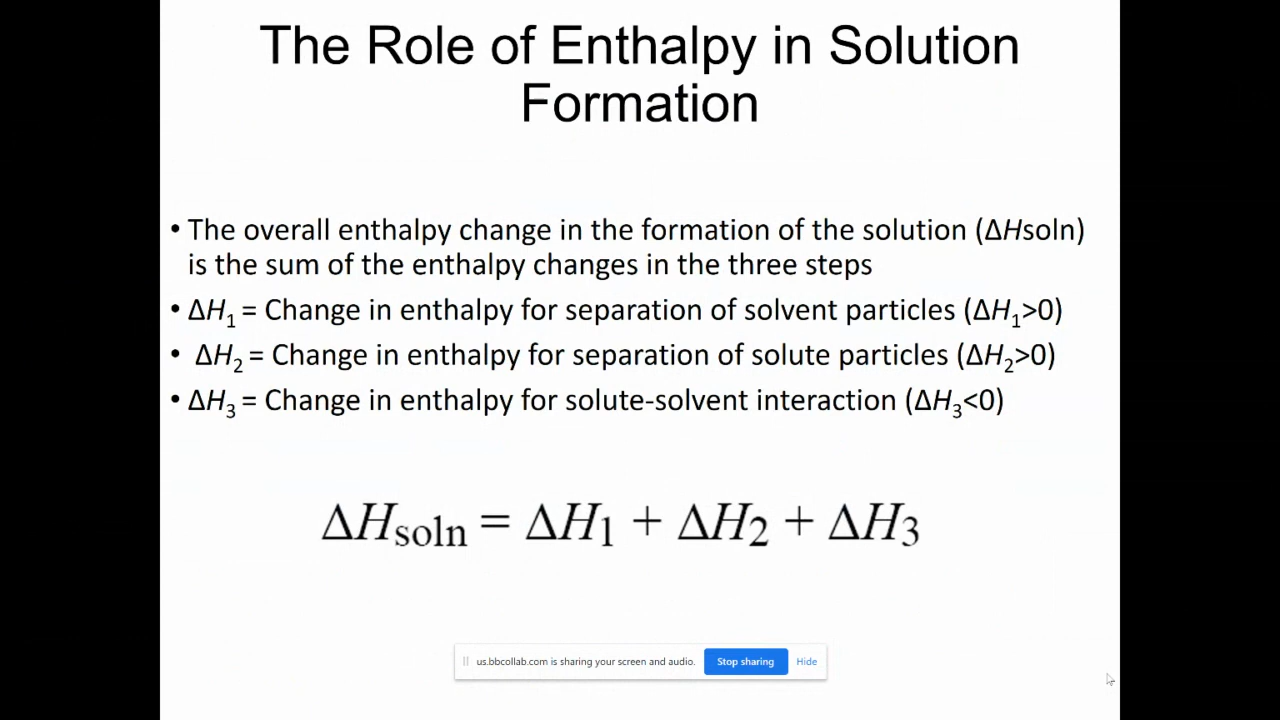 The Role of Enthalpy in Solution
Formation
• The overall enthalpy change in the formation of the solution (ΔHsoln)
is the sum of the enthalpy changes in the three steps
• ΔH₁ = Change in enthalpy for separation of solvent particles (ΔH₁>0)
• ΔH₂ = Change in enthalpy for separation of solute particles (ΔH₂>0)
• ΔH₃ = Change in enthalpy for solute-solvent interaction (ΔH₃<0)
ΔHsoln = ΔH1 + ΔH2 + ΔH3
us.bbcollab.com is sharing your screen and audio. Stop sharing Hide